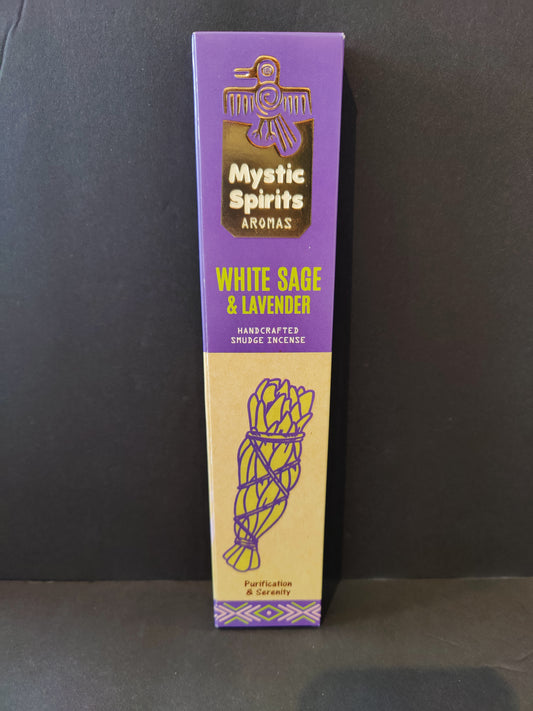 Mystic
Spirits
AROMAS
WHITE SAGE
& LAVENDER
HANDCRAFTED
SMUDGE INCENSE
Purification
& Serenity